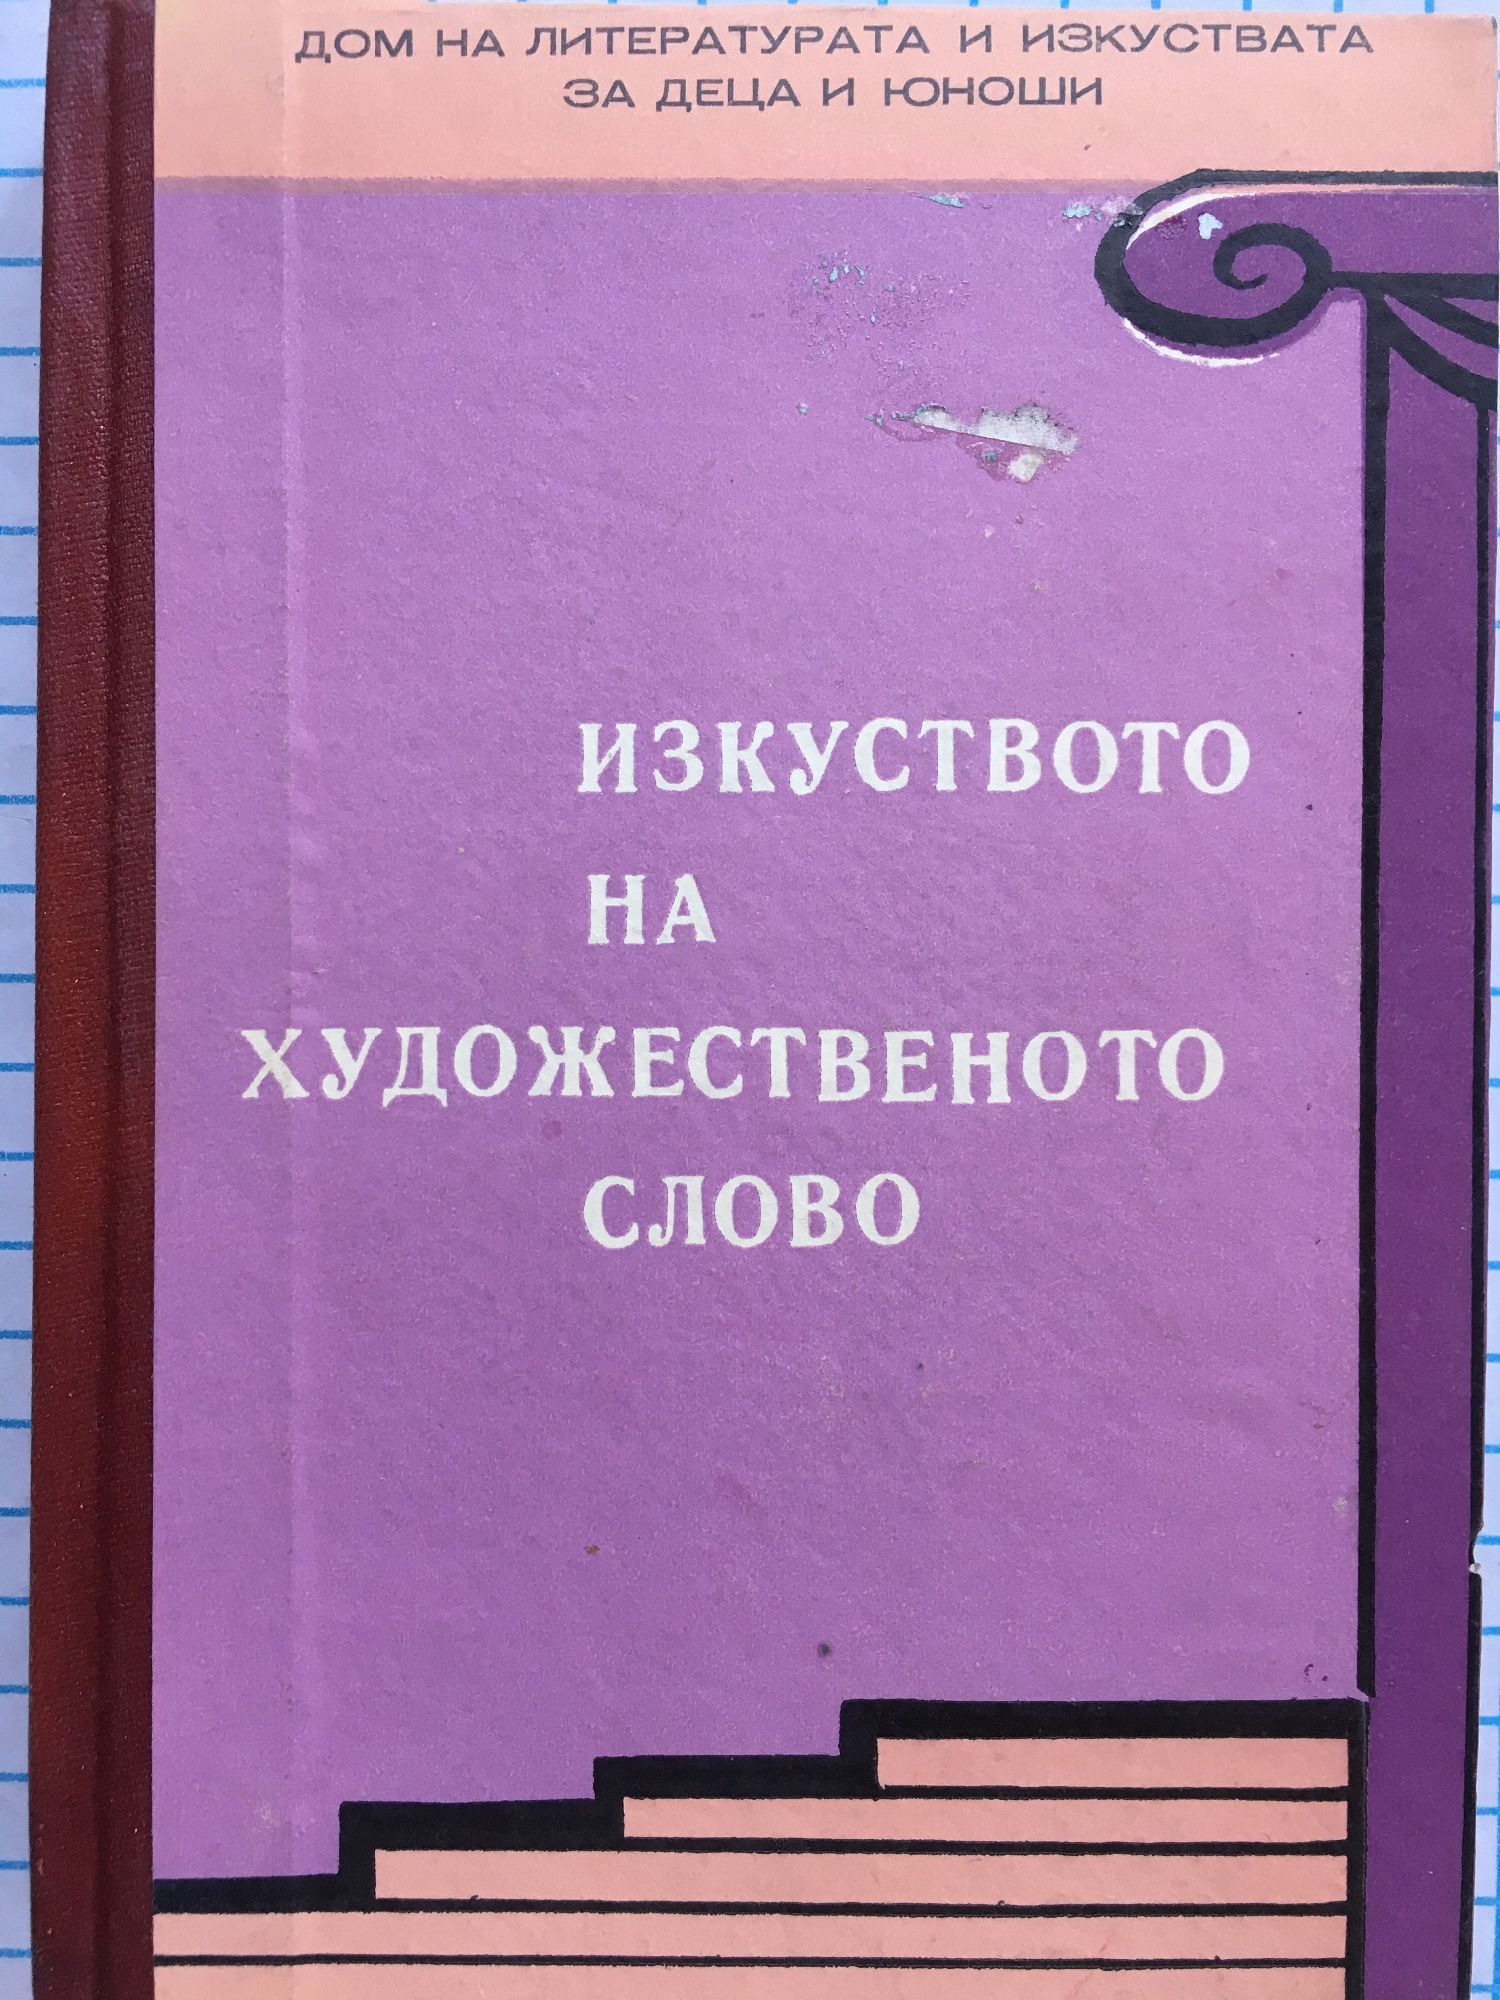 ДОМ НА ЛИТЕРАТУРАТА И ИЗКУСТВАТА
ЗА ДЕЦА И ЮНОШИ
ИЗКУСТВОТО
НА
ХУДОЖЕСТВЕНОТО
СЛОВО